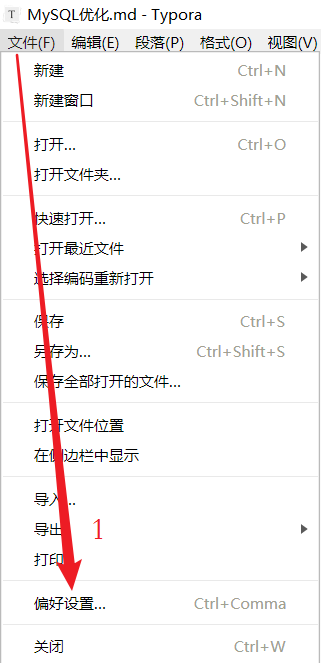 T MySQL优化.md - Typora
文件(F) 编辑(E) 段落(P) 格式(O) 视图(V)
新建 Ctrl+N
新建窗口 Ctrl+Shift+N
打开... Ctrl+O
打开文件夹...
快速打开... Ctrl+P
打开最近文件
选择编码重新打开
保存 Ctrl+S
另存为... Ctrl+Shift+S
保存全部打开的文件...
打开文件位置
在侧边栏中显示
导入...
导出
1
打印
偏好设置... Ctrl+Comma
关闭 Ctrl+W